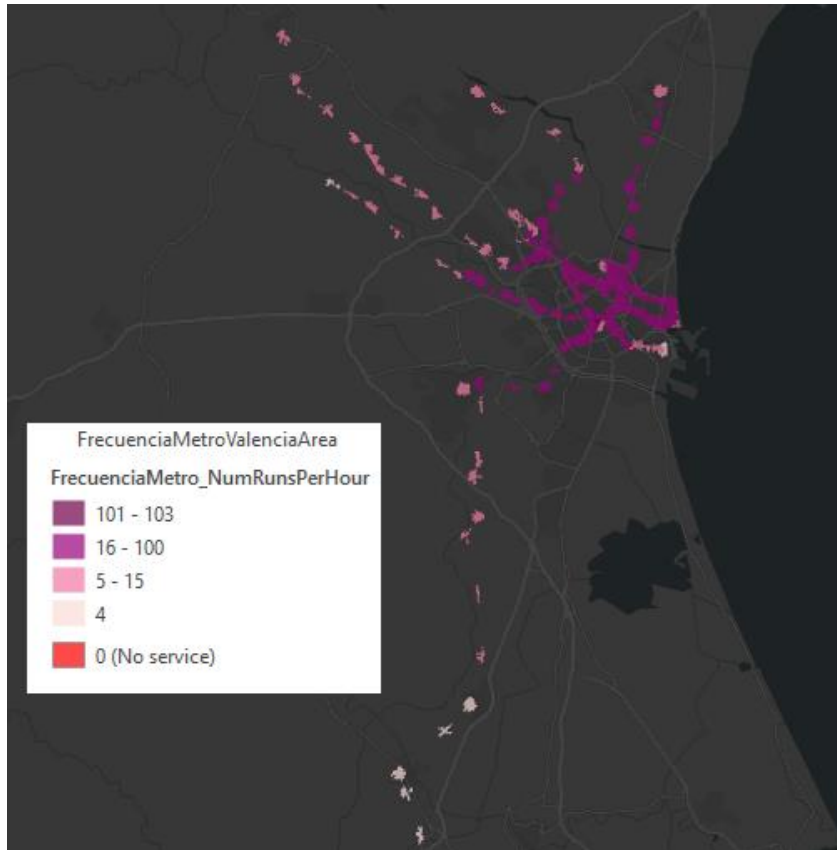 FrecuenciaMetroValenciaArea
FrecuenciaMetro_NumRunsPerHour
101 - 103
16 - 100
5 - 15
4
0 (No service)